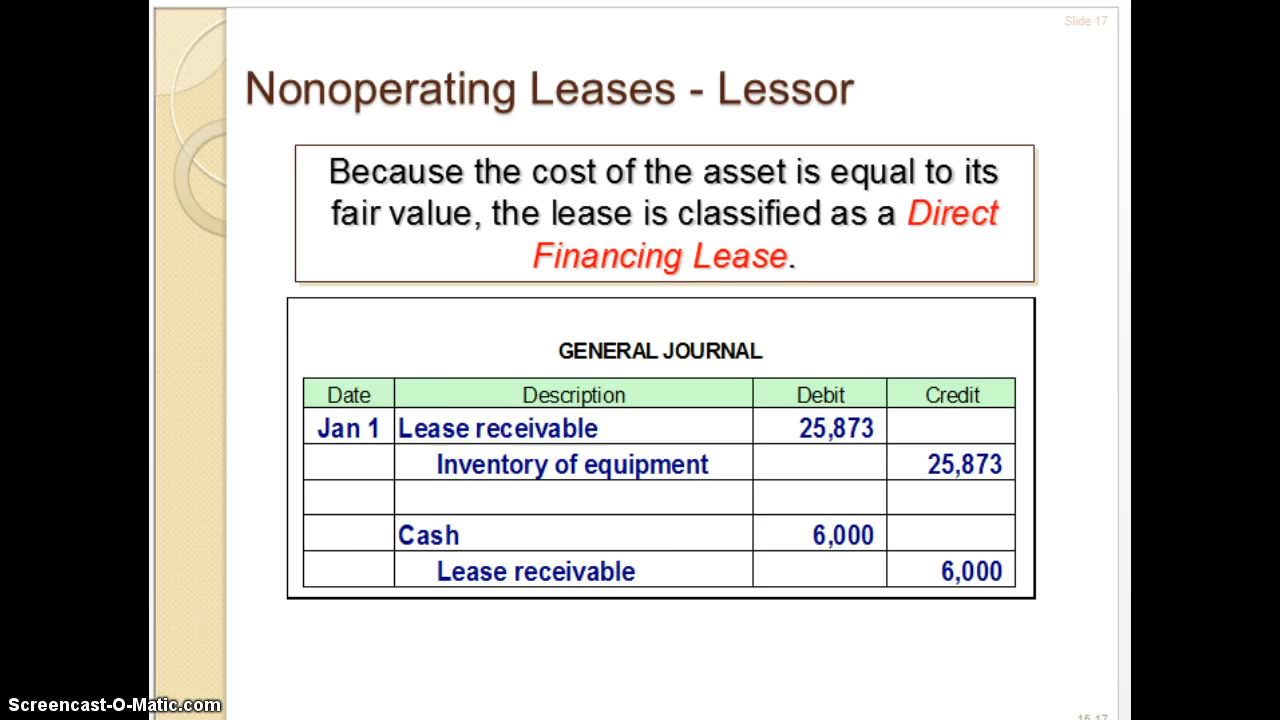 Slide 17
Nonoperating Leases - Lessor
Because the cost of the asset is equal to its
fair value, the lease is classified as a Direct
Financing Lease.
GENERAL JOURNAL
Date Description Debit Credit
Jan 1 Lease receivable 25,873
Inventory of equipment 25,873
Cash 6,000
Lease receivable 6,000
Screencast-O-Matic.com
15-17